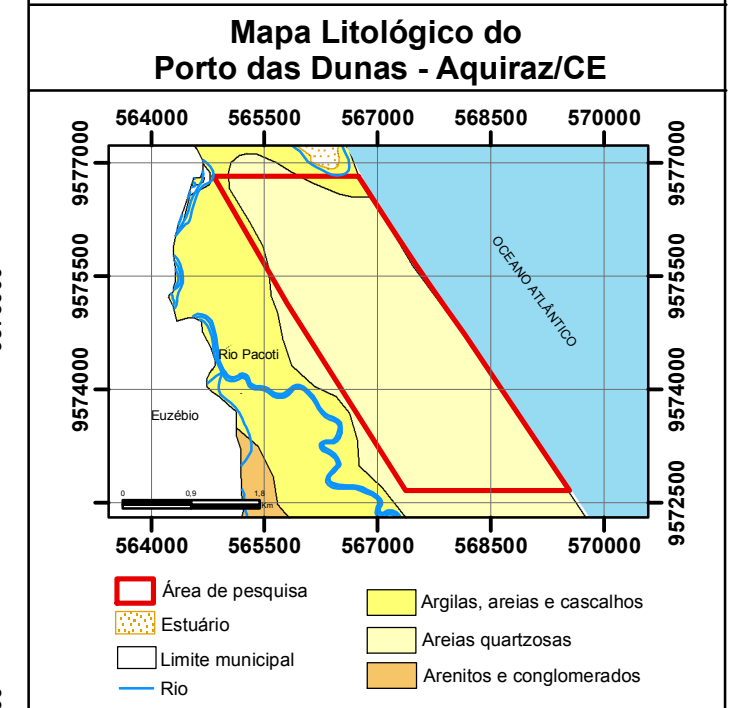 Mapa Litológico do
Porto das Dunas - Aquiraz/CE
564000 565500 567000 568500 570000
9577000 9577000
9575500 9575500
9574000 9574000
9572500 9572500
OCEANO ATLÂNTICO
Rio Pacoti
Euzébio
0 0,9 1,8
Km
564000 565500 567000 568500 570000
Área de pesquisa
Estuário
Limite municipal
Rio
Argilas, areias e cascalhos
Areias quartzosas
Arenitos e conglomerados